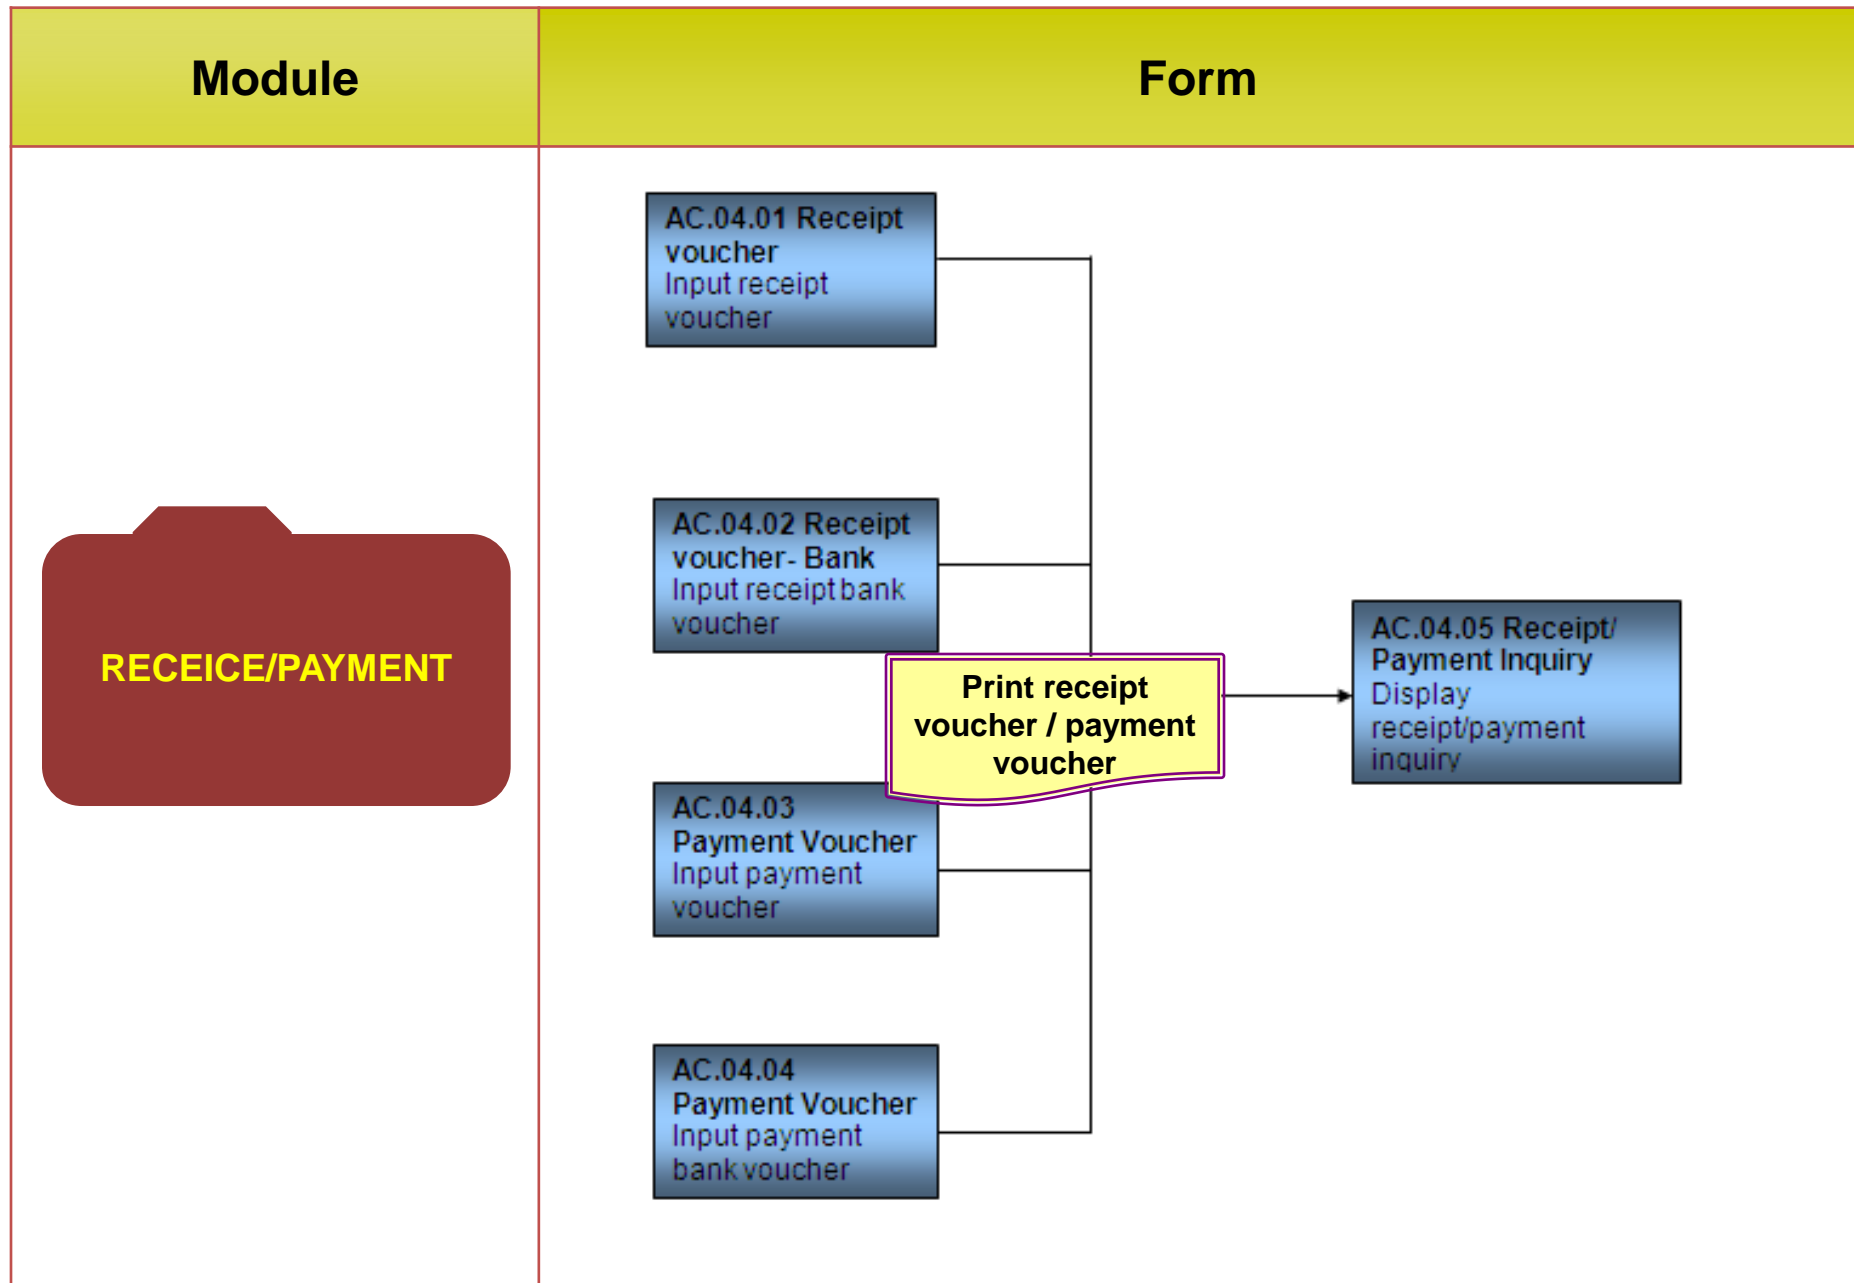 Module
Form
RECEICE/PAYMENT
AC.04.01 Receipt
voucher
Input receipt
voucher
AC.04.02 Receipt
voucher- Bank
Input receipt bank
voucher
Print receipt
voucher / payment
voucher
AC.04.03
Payment Voucher
Input payment
voucher
AC.04.04
Payment Voucher
Input payment
bank voucher
AC.04.05 Receipt/
Payment Inquiry
Display
receipt/payment
inquiry